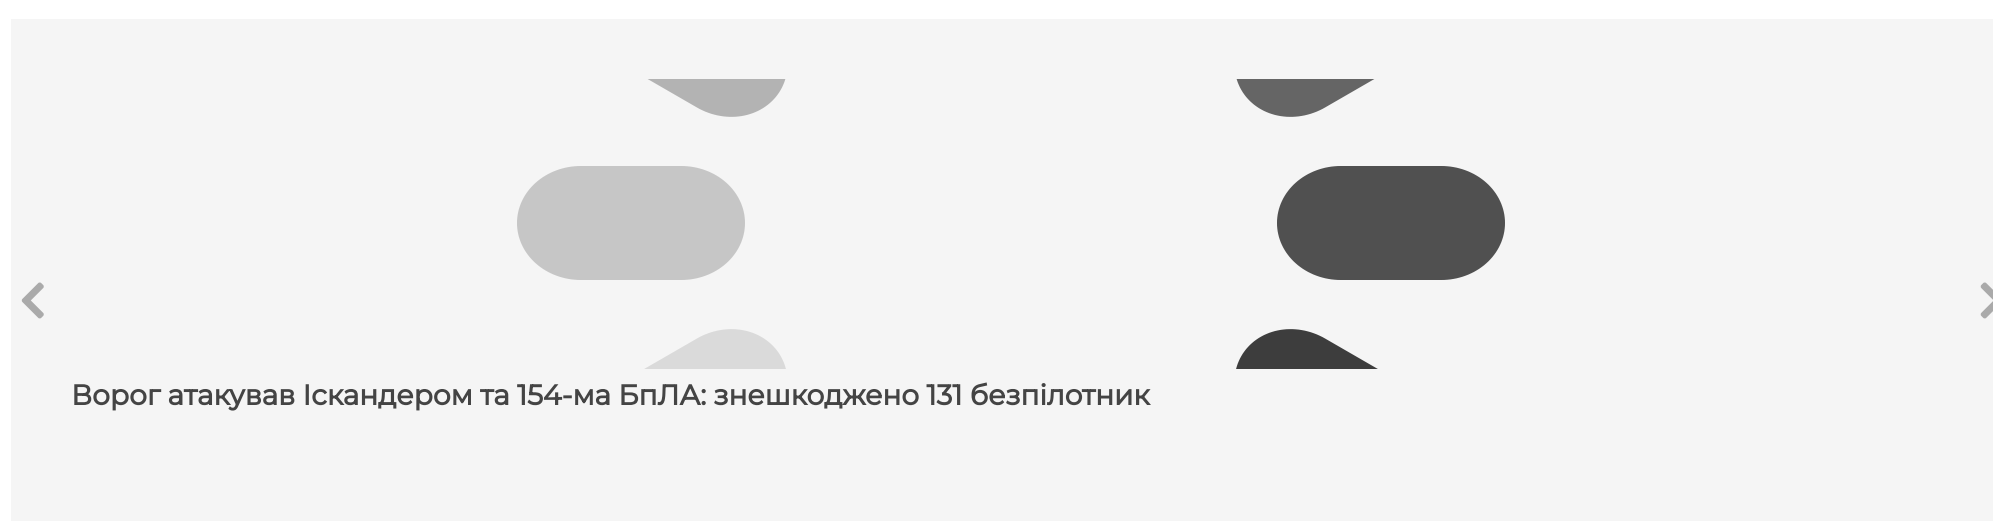 Ворог атакував Іскандером та 154-ма БпЛА: знешкоджено 131 безпілотник